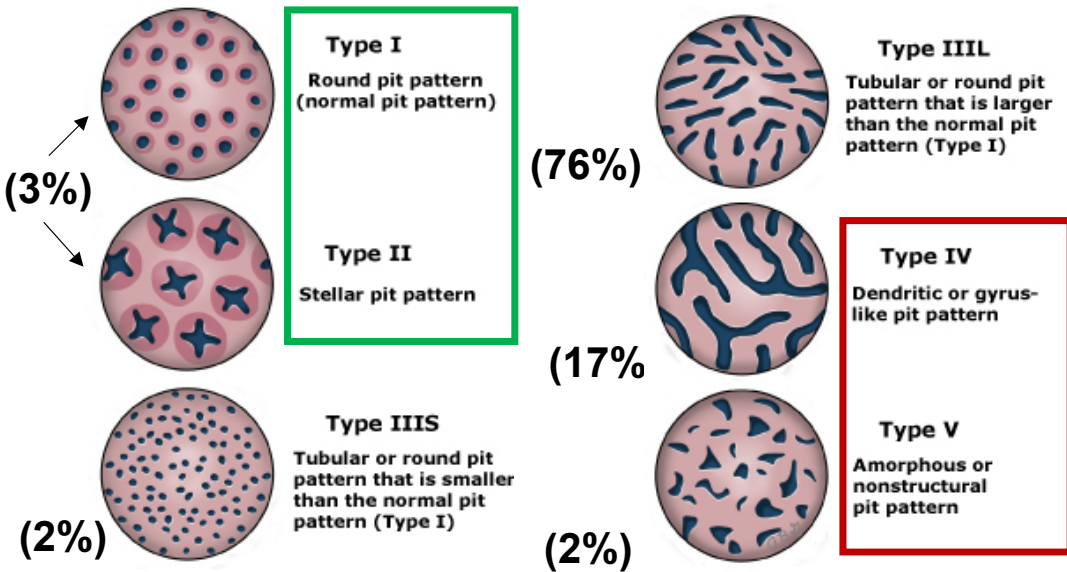 Type I
Round pit pattern
(normal pit pattern)
(3%)
Type II
Stellar pit pattern
Type IIIS
Tubular or round pit
pattern that is smaller
than the normal pit
pattern (Type I)
(2%)
Type IIIL
Tubular or round pit
pattern that is larger
than the normal pit
pattern (Type I)
(76%)
Type IV
Dendritic or gyrus-
like pit pattern
(17%
Type V
Amorphous or
nonstructural
pit pattern
(2%)